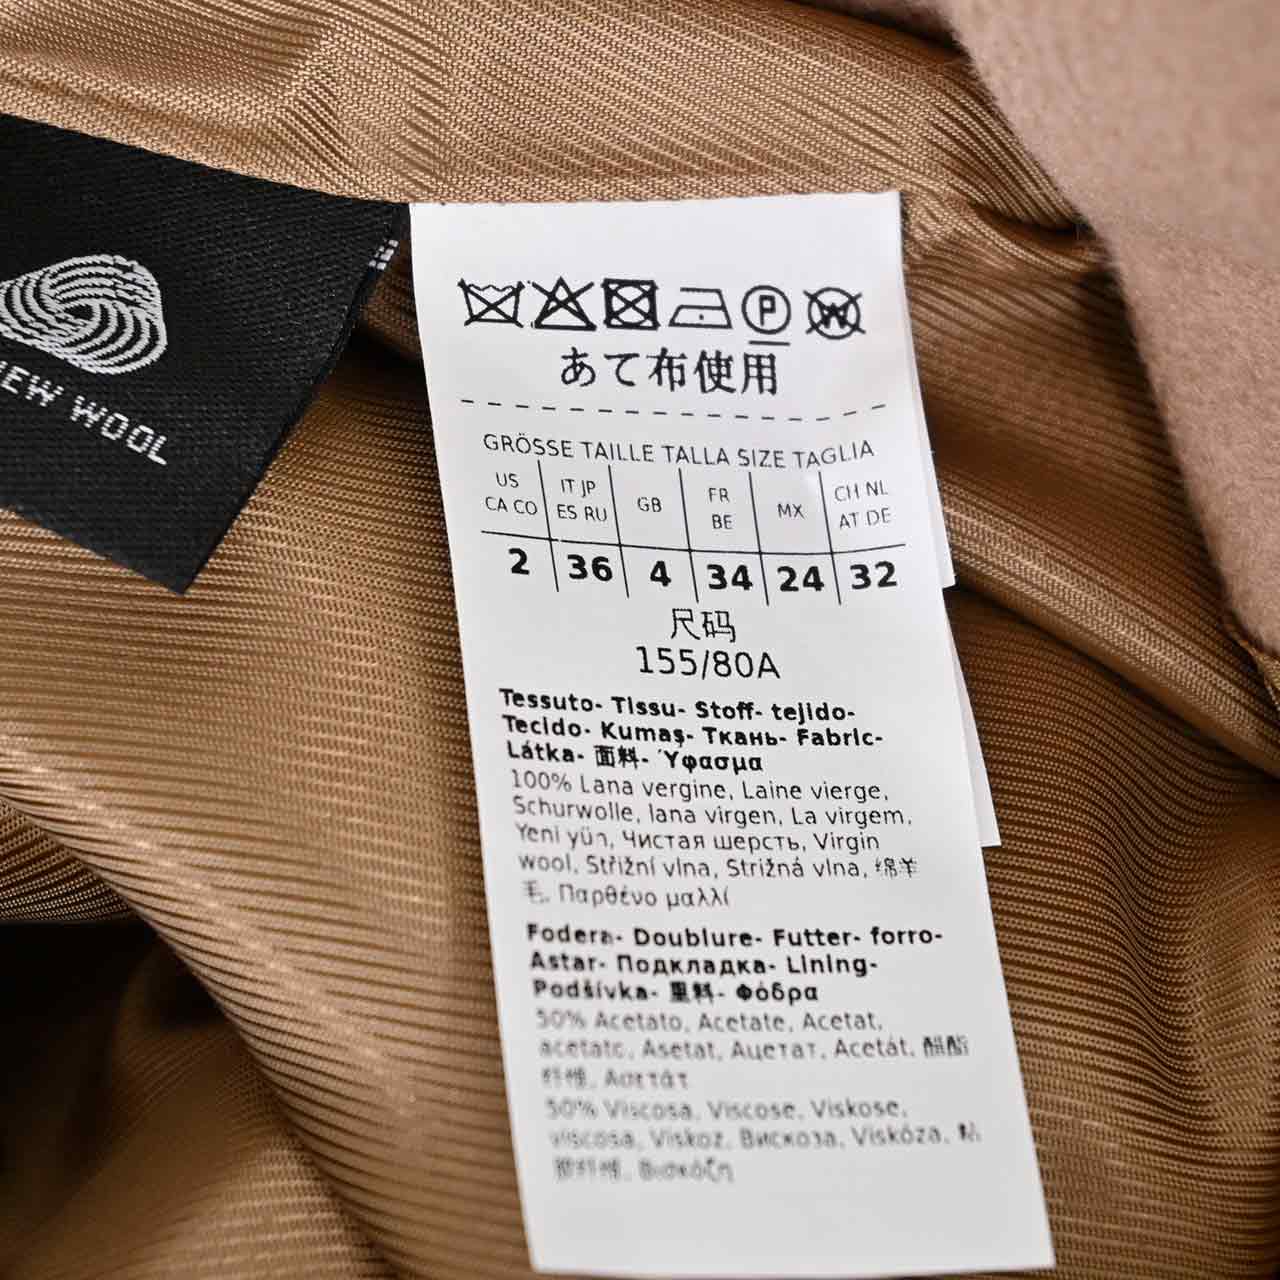 NEW WOOL
P W
あて布使用
GRÖSSE TAILLE TALLA SIZE TAGLIA
US IT JP GB FR MX CH NL
CA CO ES RU BE AT DE
2 36 4 34 24 32
尺码
155/80A
Tessuto- Tissu- Stoff- tejido-
Tecido- Kumaş- Ткань- Fabric-
Látka- 面料- Ύφασμα
100% Lana vergine, Laine vierge,
Schurwolle, lana virgen, La virgem,
Yeni yün, Чистая шерсть, Virgin
wool, Střižní vlna, Strižná vlna, 绵羊
毛, Παρθένο μαλλί
Fodera- Doublure- Futter- forro-
Astar- Подкладка- Lining-
Podšívka- 里料- Φόδρα
50% Acetato, Acetate, Acetat,
acetato, Asetat, Ацетат, Acetát, 醋酯
纤维, Ασετάτ
50% Viscosa, Viscose, Viskose,
viscosa, Viskoz, Вискоза, Viskóza, 粘
胶纤维, Βισκόζη